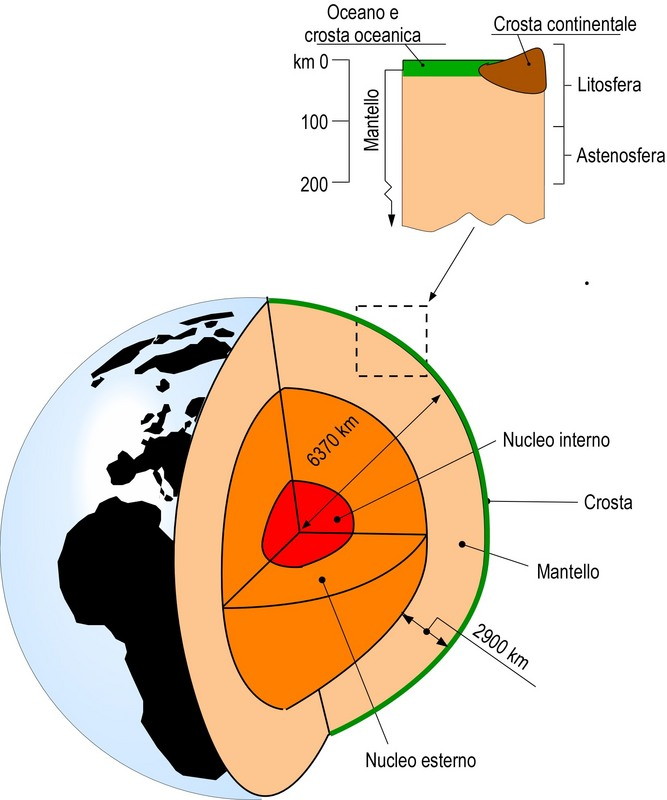 Oceano e
crosta oceanica
Crosta continentale
km 0
100
200
Mantello
Litosfera
Astenosfera
6370 km
Nucleo interno
Crosta
Mantello
2900 km
Nucleo esterno